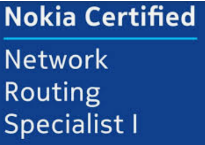 Nokia Certified
Network
Routing
Specialist I